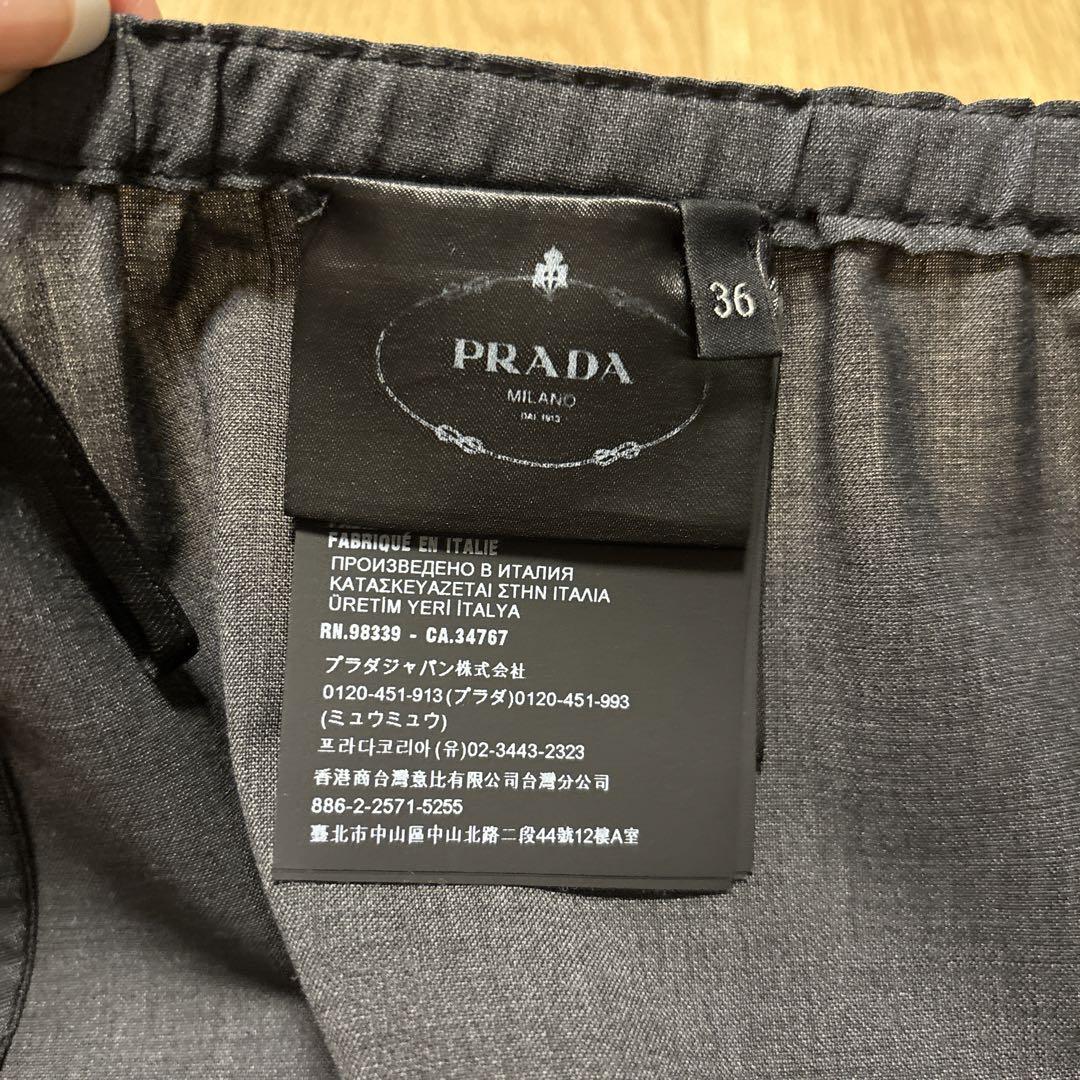 36
PRADA
MILANO
DAL 1913
FABRIQUÉ EN ITALIE
ПРОИЗВЕДЕНО В ИТАЛИЯ
ΚΑΤΑΣΚΕΥΑΖΕΤΑΙ ΣΤΗΝ ΙΤΑΛΙΑ
ÜRETİM YERİ İTALYA
RN.98339 - CA.34767
プラダジャパン株式会社
0120-451-913(プラダ)0120-451-993
(ミュウミュウ)
프라다코리아(유)02-3443-2323
香港商台灣意比有限公司台灣分公司
886-2-2571-5255
臺北市中山區中山北路二段44號12樓A室